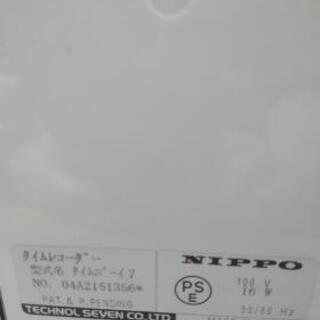 タイムレコーダー
型式名 タイムボーイ7
NO. 04A2161356*
PAT. & P. PENDING
TECHNOL SEVEN CO., LTD
NIPPO
PS E
100 V
16 W
50/60 Hz